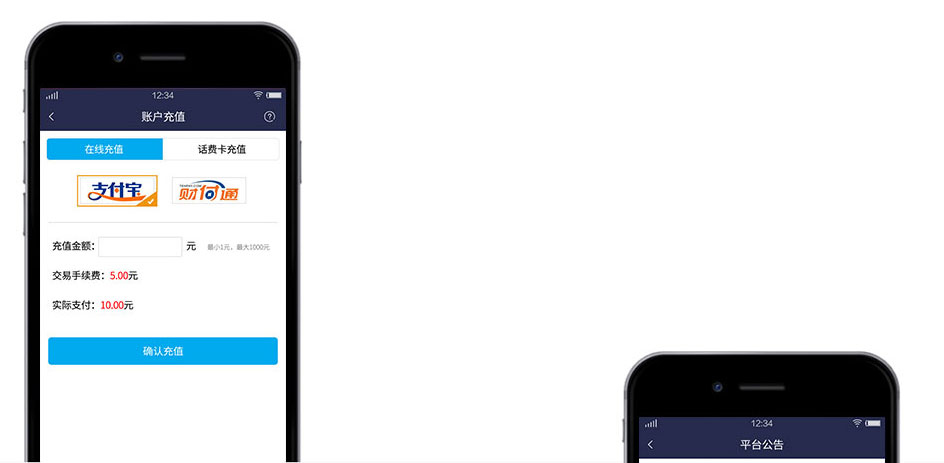 12:34
账户充值
在线充值 话费卡充值
支付宝 TENPAY.COM 财付通
充值金额: 元 最小1元，最大1000元
交易手续费：5.00元
实际支付：10.00元
确认充值
12:34
平台公告